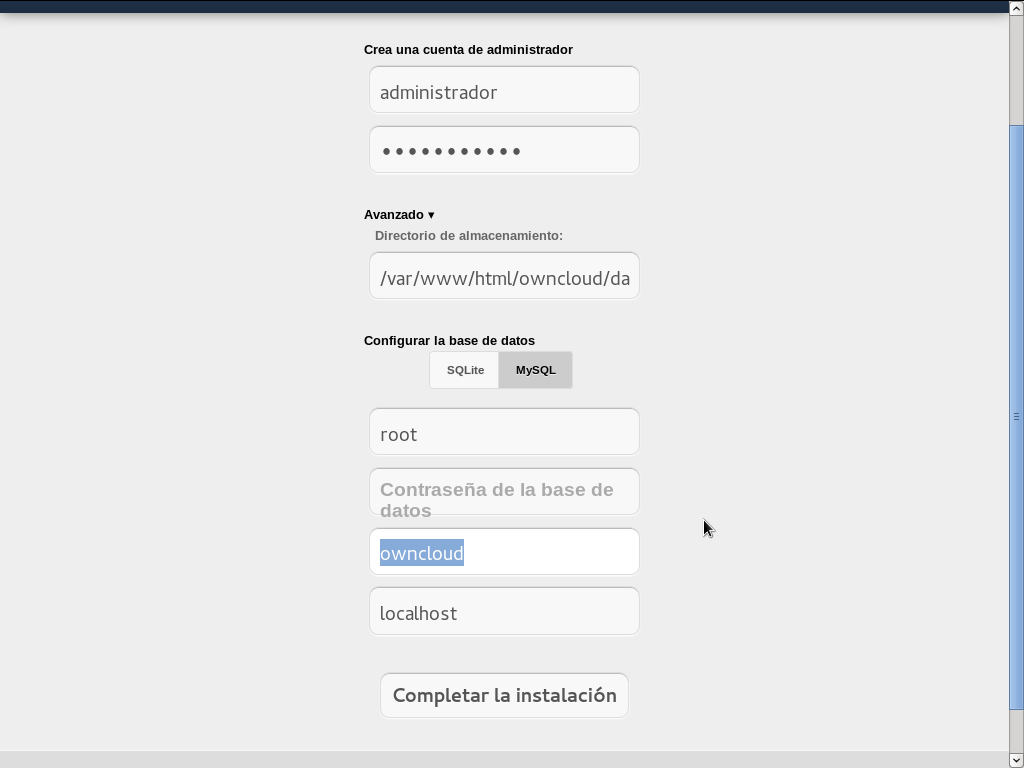 Crea una cuenta de administrador
administrador
•••••••••••
Avanzado ▾
Directorio de almacenamiento:
/var/www/html/owncloud/da
Configurar la base de datos
SQLite MySQL
root
Contraseña de la base de
datos
owncloud
localhost
Completar la instalación